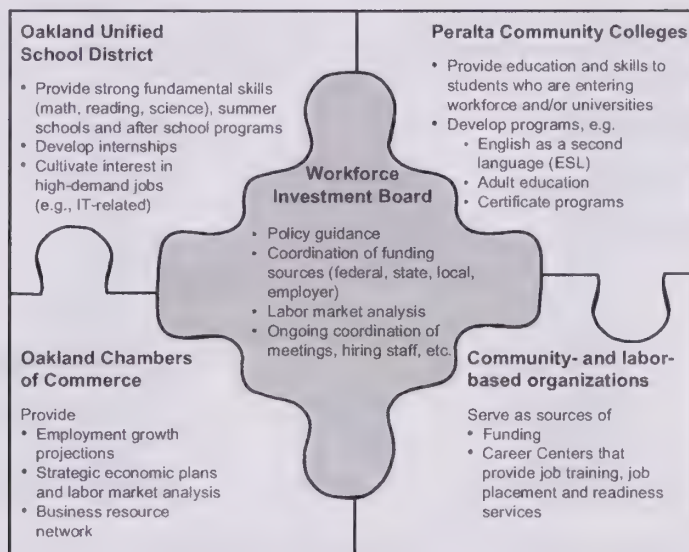 Oakland Unified
School District
• Provide strong fundamental skills
(math, reading, science), summer
schools and after school programs
• Develop internships
• Cultivate interest in
high-demand jobs
(e.g., IT-related)
Peralta Community Colleges
• Provide education and skills to
students who are entering
workforce and/or universities
• Develop programs, e.g.
• English as a second
language (ESL)
• Adult education
• Certificate programs
Workforce
Investment Board
• Policy guidance
• Coordination of funding
sources (federal, state, local,
employer)
• Labor market analysis
• Ongoing coordination of
meetings, hiring staff, etc.
Oakland Chambers
of Commerce
Provide
• Employment growth
projections
• Strategic economic plans
and labor market analysis
• Business resource
network
Community- and labor-
based organizations
Serve as sources of
• Funding
• Career Centers that
provide job training, job
placement and readiness
services